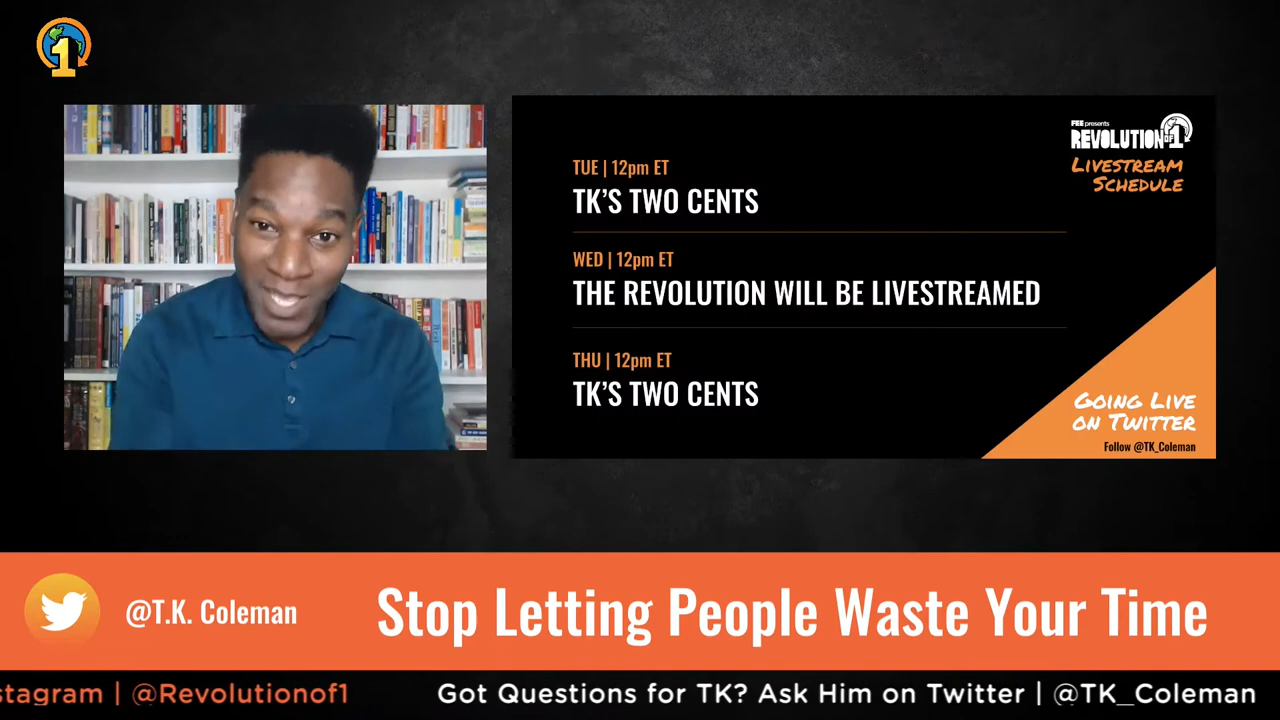 1
FEE presents
REVOLUTION OF 1
LIVESTREAM
SCHEDULE
TUE | 12pm ET
TK'S TWO CENTS
WED | 12pm ET
THE REVOLUTION WILL BE LIVESTREAMED
THU | 12pm ET
TK'S TWO CENTS
GOING LIVE
ON TWITTER
Follow @TK_Coleman
@T.K. Coleman
Stop Letting People Waste Your Time
stagram | @Revolutionof1 Got Questions for TK? Ask Him on Twitter | @TK_Coleman